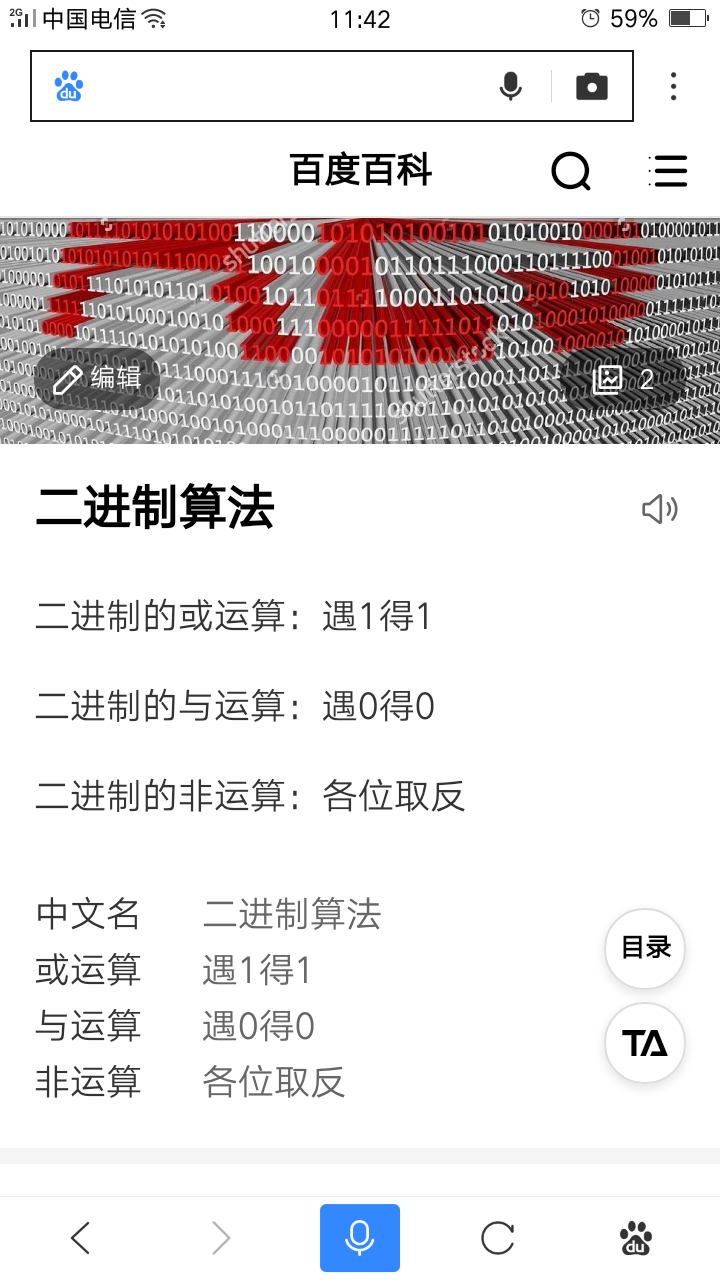 2G 中国电信 11:42 59%
du
百度百科
编辑 2
二进制算法
二进制的或运算：遇1得1
二进制的与运算：遇0得0
二进制的非运算：各位取反
中文名 二进制算法
或运算 遇1得1
与运算 遇0得0
非运算 各位取反
目录
TA
du